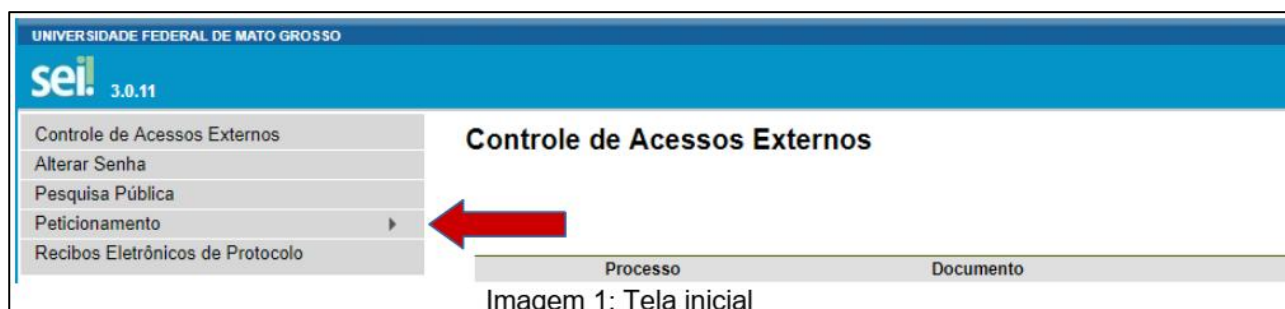 UNIVERSIDADE FEDERAL DE MATO GROSSO
sei! 3.0.11
Controle de Acessos Externos
Alterar Senha
Pesquisa Pública
Peticionamento
Recibos Eletrônicos de Protocolo
Controle de Acessos Externos
Processo Documento
Imagem 1: Tela inicial